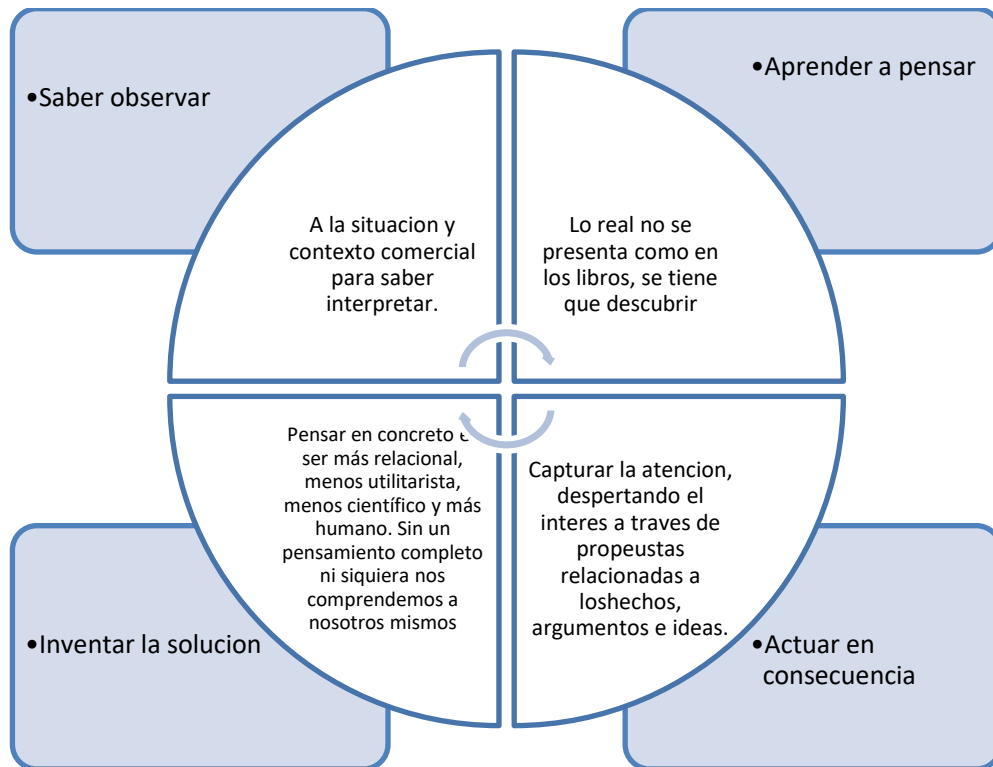 •Saber observar
•Aprender a pensar
A la situacion y
contexto comercial
para saber
interpretar.
Lo real no se
presenta como en
los libros, se tiene
que descubrir
Pensar en concreto
ser más relacional,
menos utilitarista,
menos científico y más
humano. Sin un
pensamiento completo
ni siquiera nos
comprendemos a
nosotros mismos
Capturar la atencion,
despertando el
interes a traves de
propeustas
relacionadas a
loshechos,
argumentos e ideas.
•Inventar la solucion
•Actuar en
consecuencia